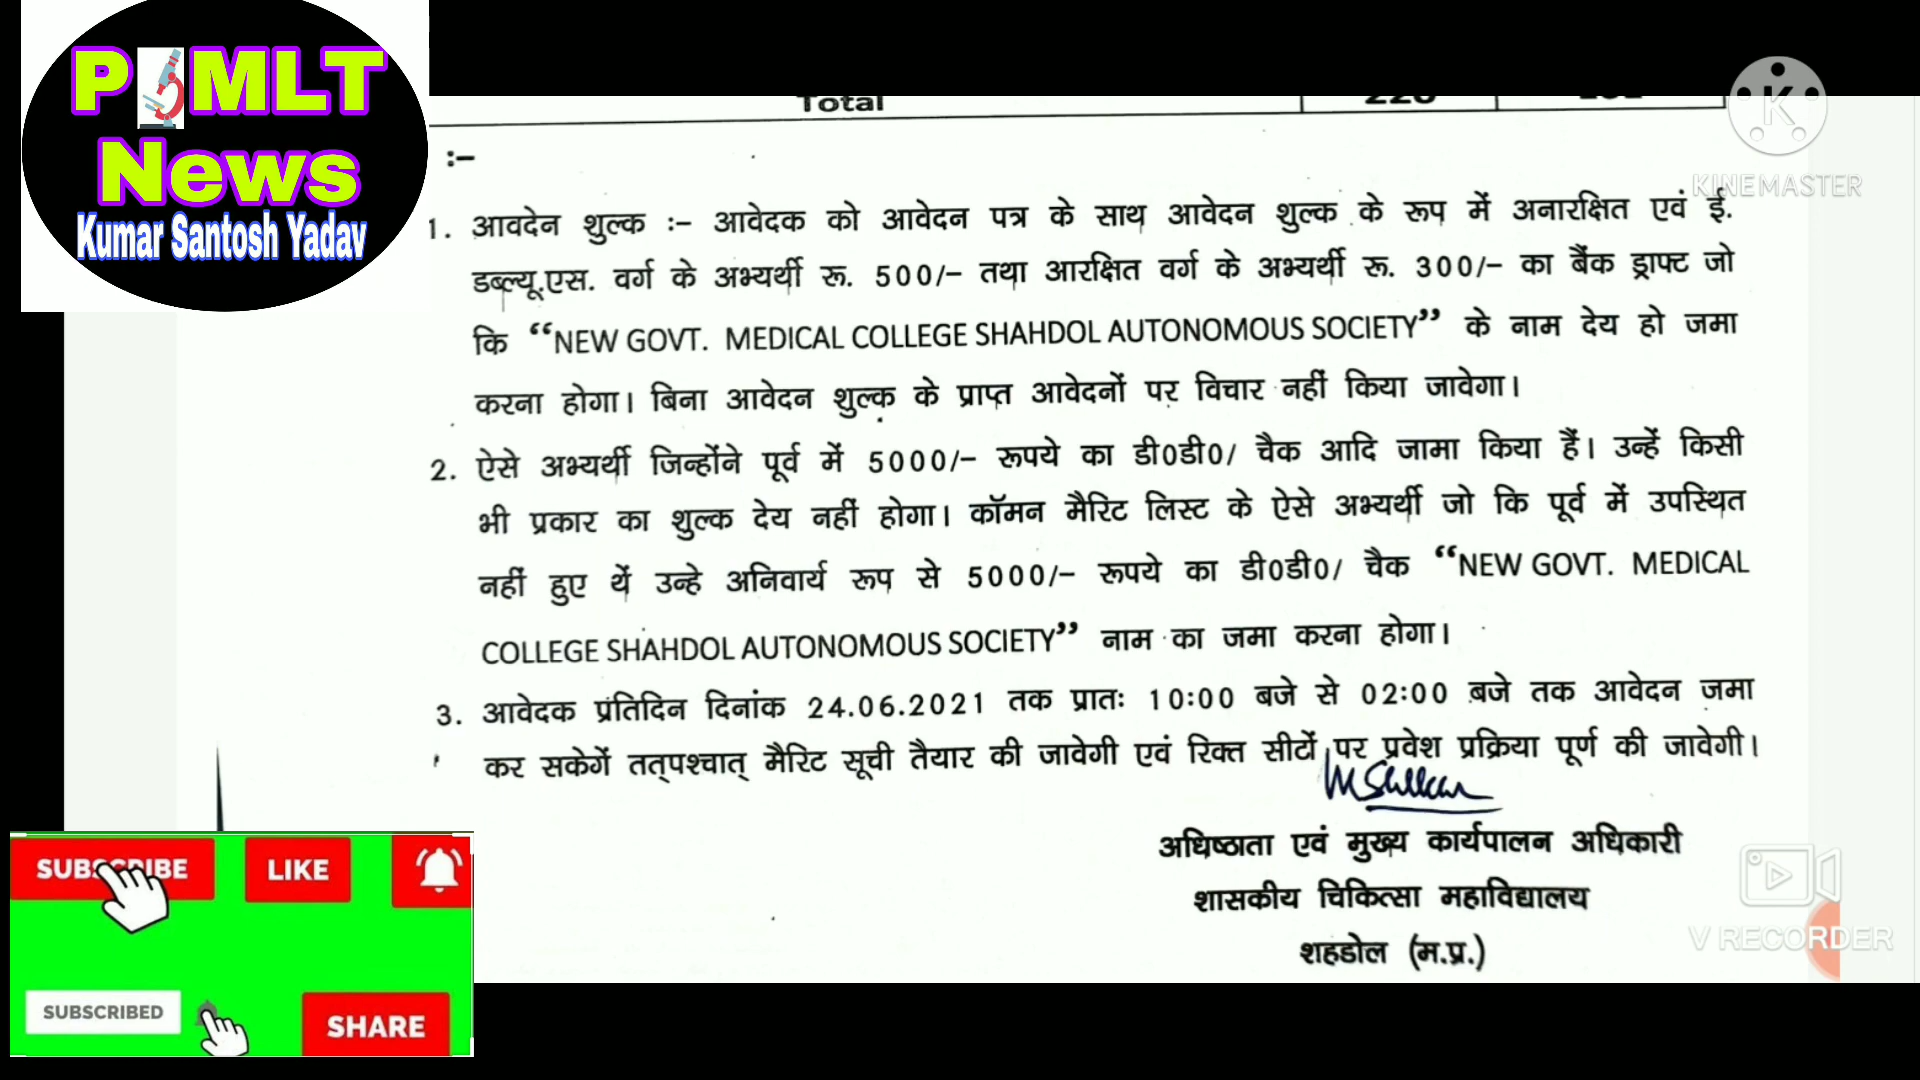 P MLT
News
Kumar Santosh Yadav
Total
:–
KINEMASTER
1. आवदेन शुल्क :– आवेदक को आवेदन पत्र के साथ आवेदन शुल्क के रूप में अनारक्षित एवं ई.
डब्ल्यू.एस. वर्ग के अभ्यर्थी रू. 500/– तथा आरक्षित वर्ग के अभ्यर्थी रू. 300/– का बैंक ड्राफ्ट जो
कि “NEW GOVT. MEDICAL COLLEGE SHAHDOL AUTONOMOUS SOCIETY” के नाम देय हो जमा
करना होगा। बिना आवेदन शुल्क के प्राप्त आवेदनों पर विचार नहीं किया जावेगा।
2. ऐसे अभ्यर्थी जिन्होंने पूर्व में 5000/– रूपये का डी0डी0/ चैक आदि जामा किया हैं। उन्हें किसी
भी प्रकार का शुल्क देय नहीं होगा। कॉमन मैरिट लिस्ट के ऐसे अभ्यर्थी जो कि पूर्व में उपस्थित
नहीं हुए थें उन्हे अनिवार्य रूप से 5000/– रूपये का डी0डी0/ चैक “NEW GOVT. MEDICAL
COLLEGE SHAHDOL AUTONOMOUS SOCIETY” नाम का जमा करना होगा।
3. आवेदक प्रंतिदिन दिनांक 24.06.2021 तक प्रातः 10:00 बजे से 02:00 बजे तक आवेदन जमा
कर सकेगें तत्पश्चात् मैरिट सूची तैयार की जावेगी एवं रिक्त सीटों पर प्रवेश प्रक्रिया पूर्ण की जावेगी।
अधिष्ठाता एवं मुख्य कार्यपालन अधिकारी
शासकीय चिकित्सा महाविद्यालय
शहडोल (म.प्र.)
V RECORDER
SUBSCRIBE LIKE
SUBSCRIBED SHARE